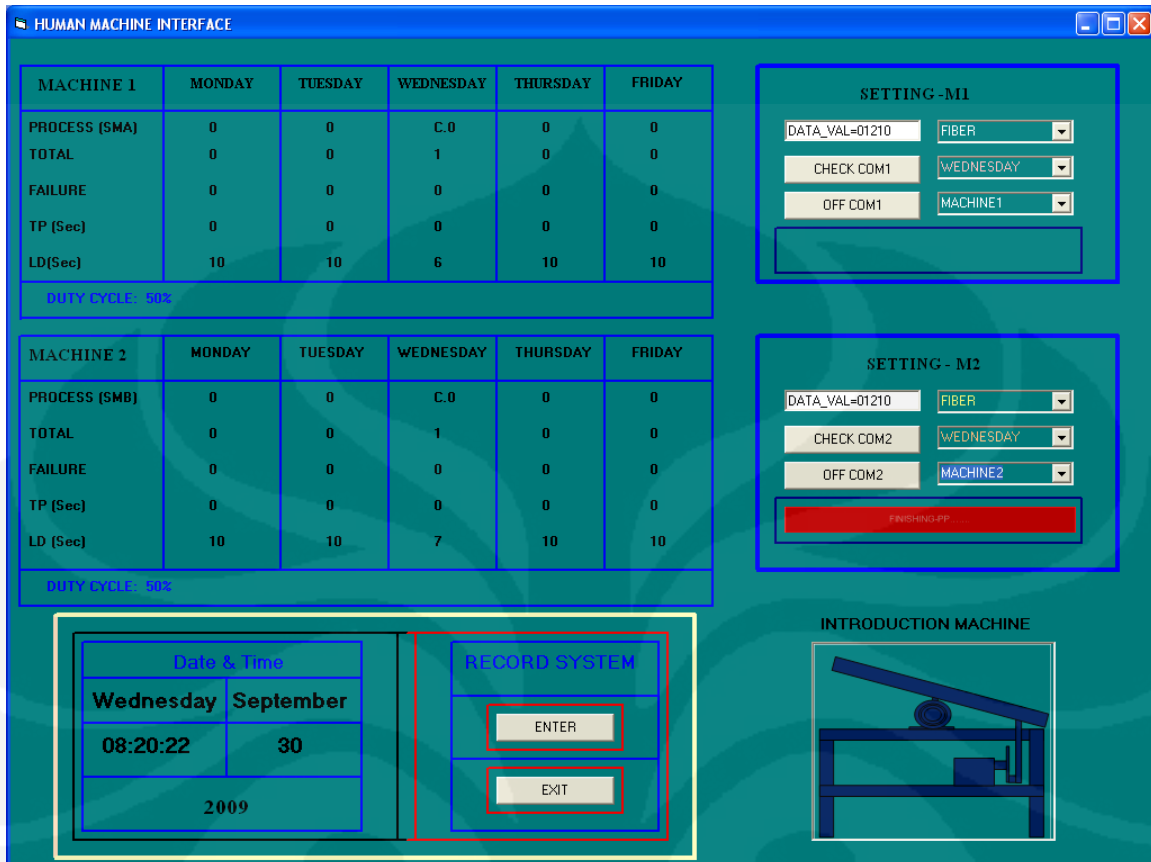 HUMAN MACHINE INTERFACE
MACHINE 1 MONDAY TUESDAY WEDNESDAY THURSDAY FRIDAY
PROCESS (SMA) 0 0 C.0 0 0
TOTAL 0 0 1 0 0
FAILURE 0 0 0 0 0
TP (Sec) 0 0 0 0 0
LD(Sec) 10 10 6 10 10
DUTY CYCLE: 50%
SETTING -M1
DATA_VAL=01210 FIBER
CHECK COM1 WEDNESDAY
OFF COM1 MACHINE1
MACHINE 2 MONDAY TUESDAY WEDNESDAY THURSDAY FRIDAY
PROCESS (SMB) 0 0 C.0 0 0
TOTAL 0 0 1 0 0
FAILURE 0 0 0 0 0
TP (Sec) 0 0 0 0 0
LD (Sec) 10 10 7 10 10
DUTY CYCLE: 50%
SETTING - M2
DATA_VAL=01210 FIBER
CHECK COM2 WEDNESDAY
OFF COM2 MACHINE2
FINISHING-PP.......
Date & Time
Wednesday September
08:20:22 30
2009
RECORD SYSTEM
ENTER
EXIT
INTRODUCTION MACHINE